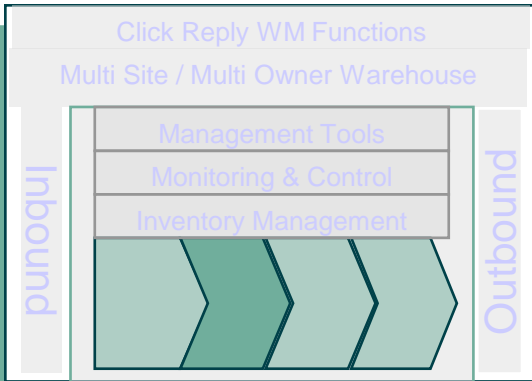 Click Reply WM Functions
Multi Site / Multi Owner Warehouse
Management Tools
Monitoring & Control
Inventory Management
Inbound
Outbound